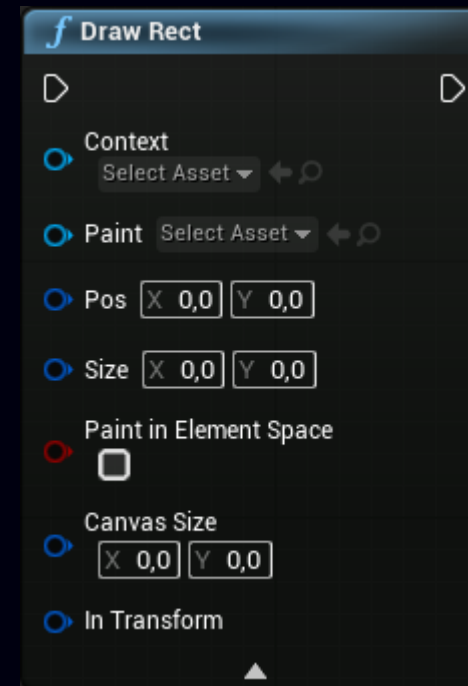 f Draw Rect
Context
Select Asset
Paint Select Asset
Pos X 0,0 Y 0,0
Size X 0,0 Y 0,0
Paint in Element Space
Canvas Size
X 0,0 Y 0,0
In Transform